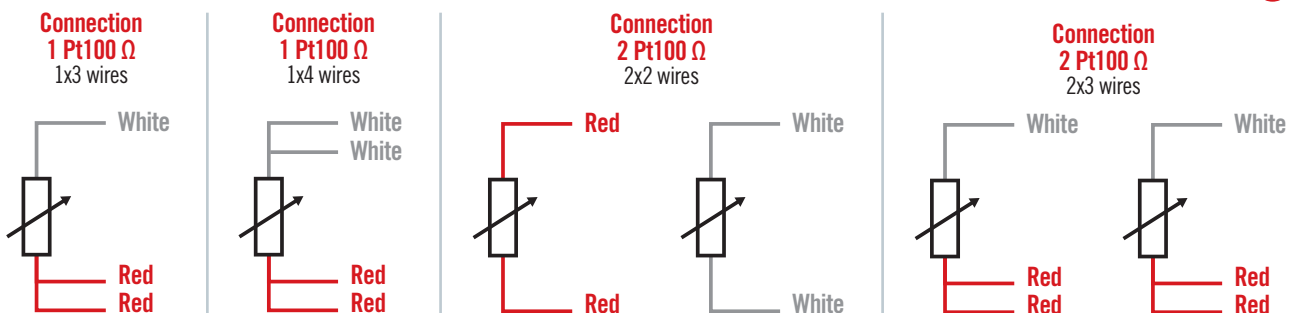 Connection
1 Pt100 Ω
1x3 wires
White
Red
Red
Connection
1 Pt100 Ω
1x4 wires
White
White
Red
Red
Connection
2 Pt100 Ω
2x2 wires
Red
White
Red
White
Connection
2 Pt100 Ω
2x3 wires
White
White
Red
Red
Red
Red